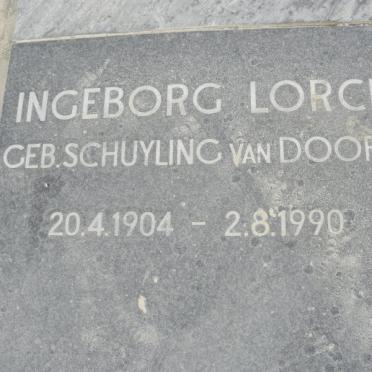 INGEBORG LORC
GEB. SCHUYLING VAN DOOR
20.4.1904 - 2.8.1990